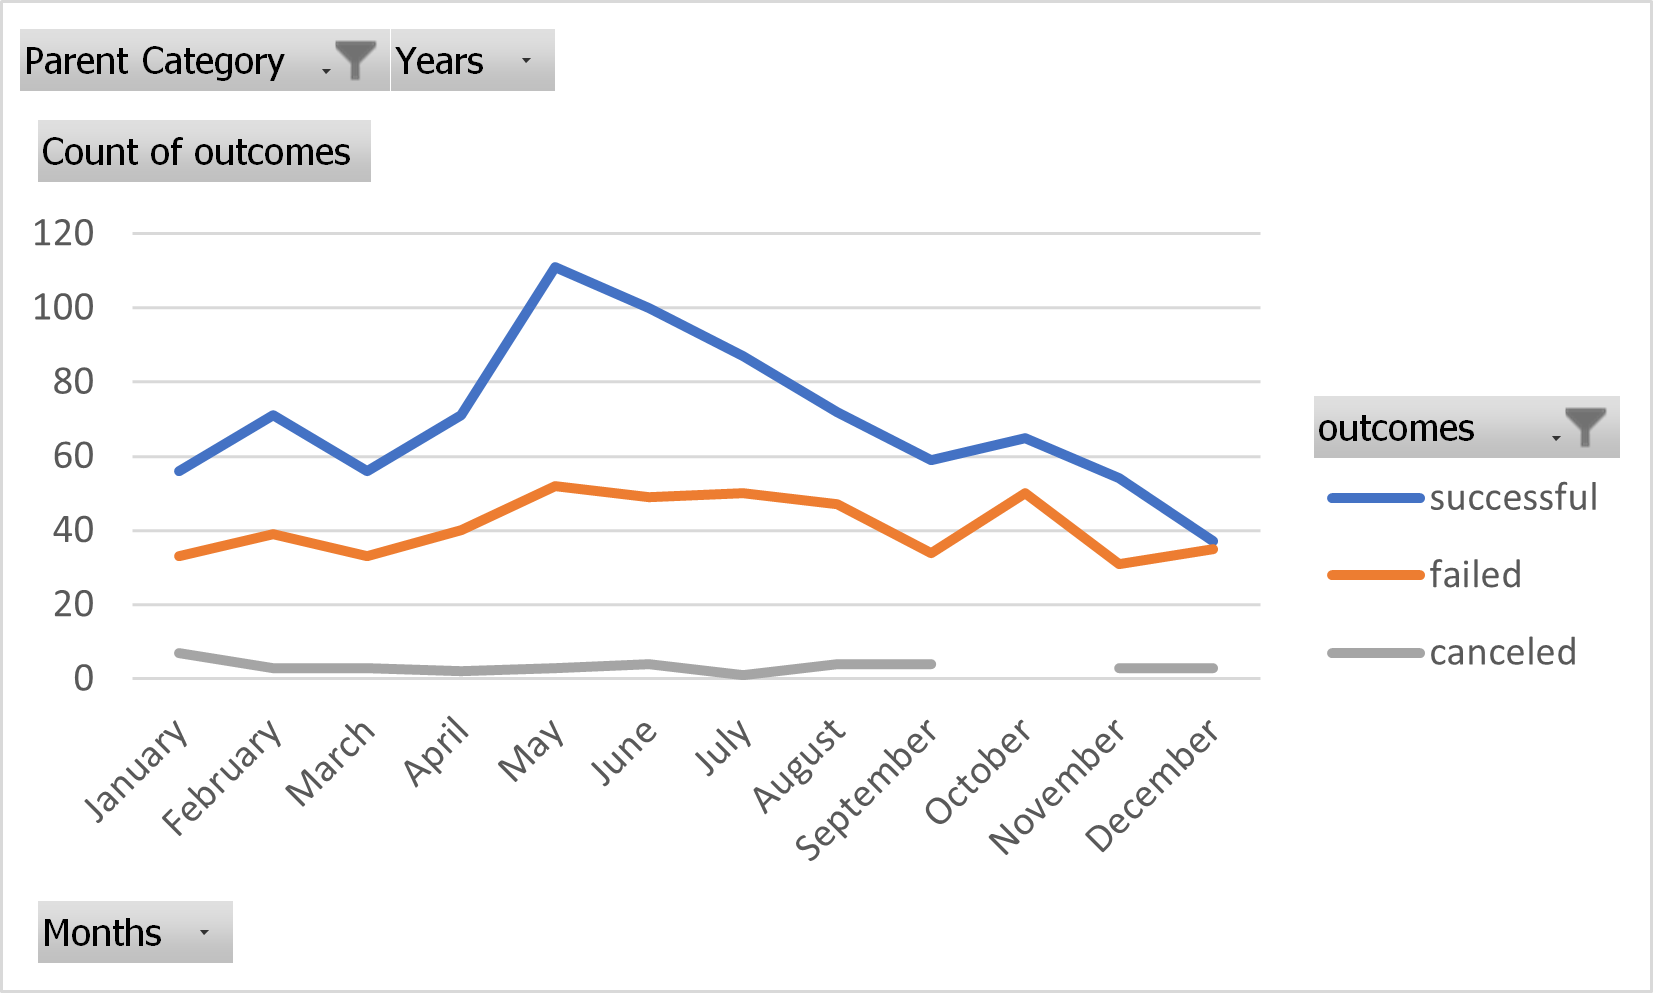 Parent Category
Years
Count of outcomes
120
100
80
60
40
20
0
January
February
March
April
May
June
July
August
September
October
November
December
outcomes
successful
failed
canceled
Months